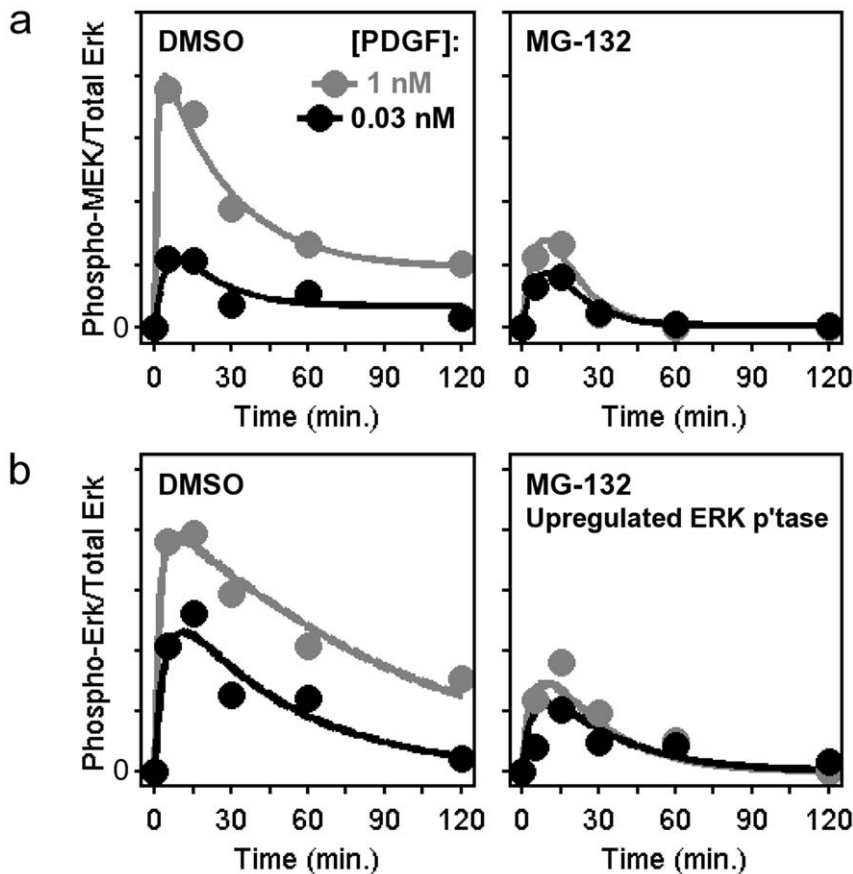 a
DMSO
[PDGF]:
1 nM
0.03 nM
MG-132
Phospho-MEK/Total Erk
0
0 30 60 90 120
Time (min.)
0 30 60 90 120
Time (min.)
b
DMSO
MG-132
Upregulated ERK p'tase
Phospho-Erk/Total Erk
0
0 30 60 90 120
Time (min.)
0 30 60 90 120
Time (min.)